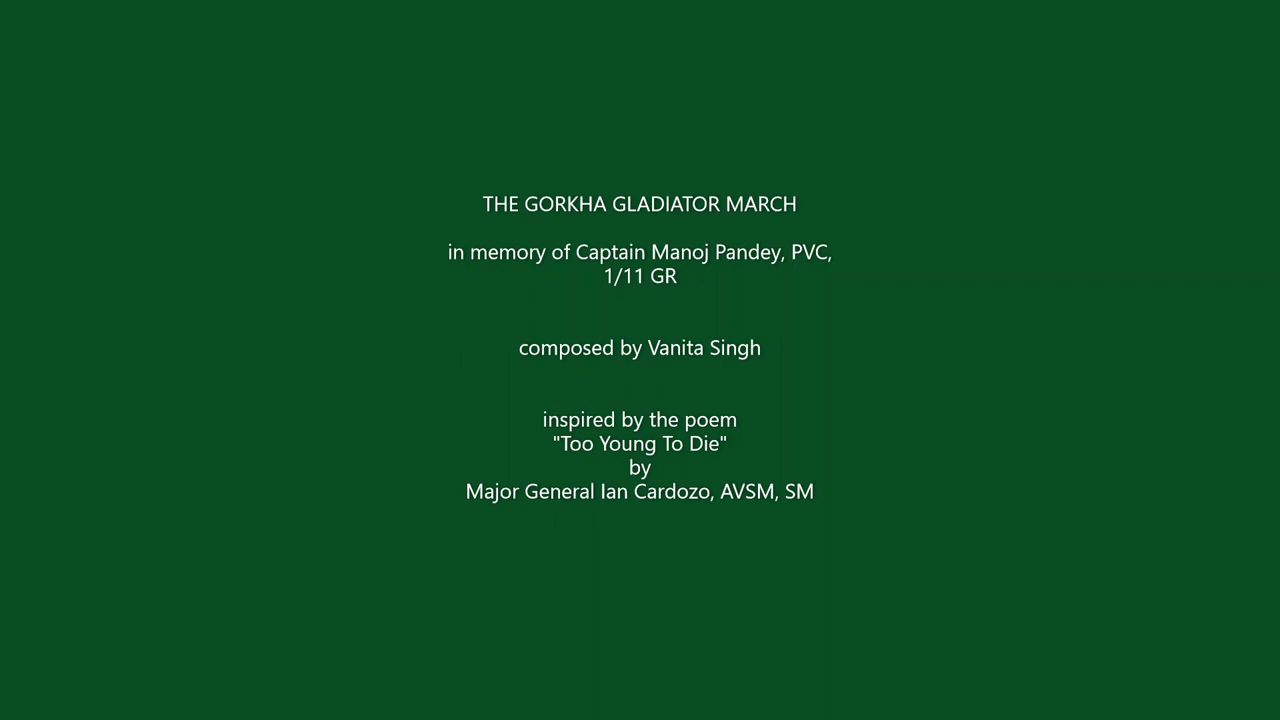 THE GORKHA GLADIATOR MARCH
in memory of Captain Manoj Pandey, PVC,
1/11 GR
composed by Vanita Singh
inspired by the poem
"Too Young To Die"
by
Major General Ian Cardozo, AVSM, SM